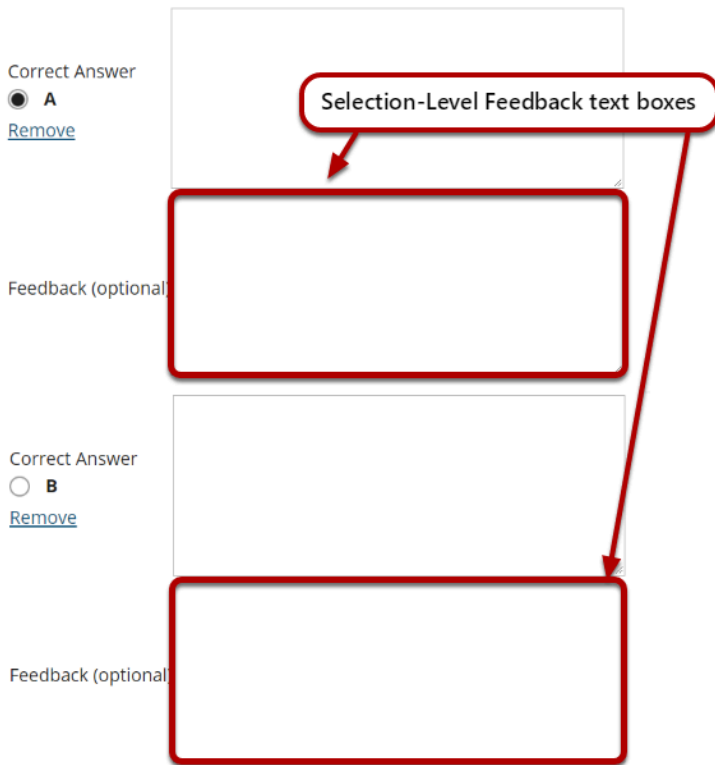 Correct Answer
A
Selection-Level Feedback text boxes
Remove
Feedback (optional)
Correct Answer
B
Remove
Feedback (optional)